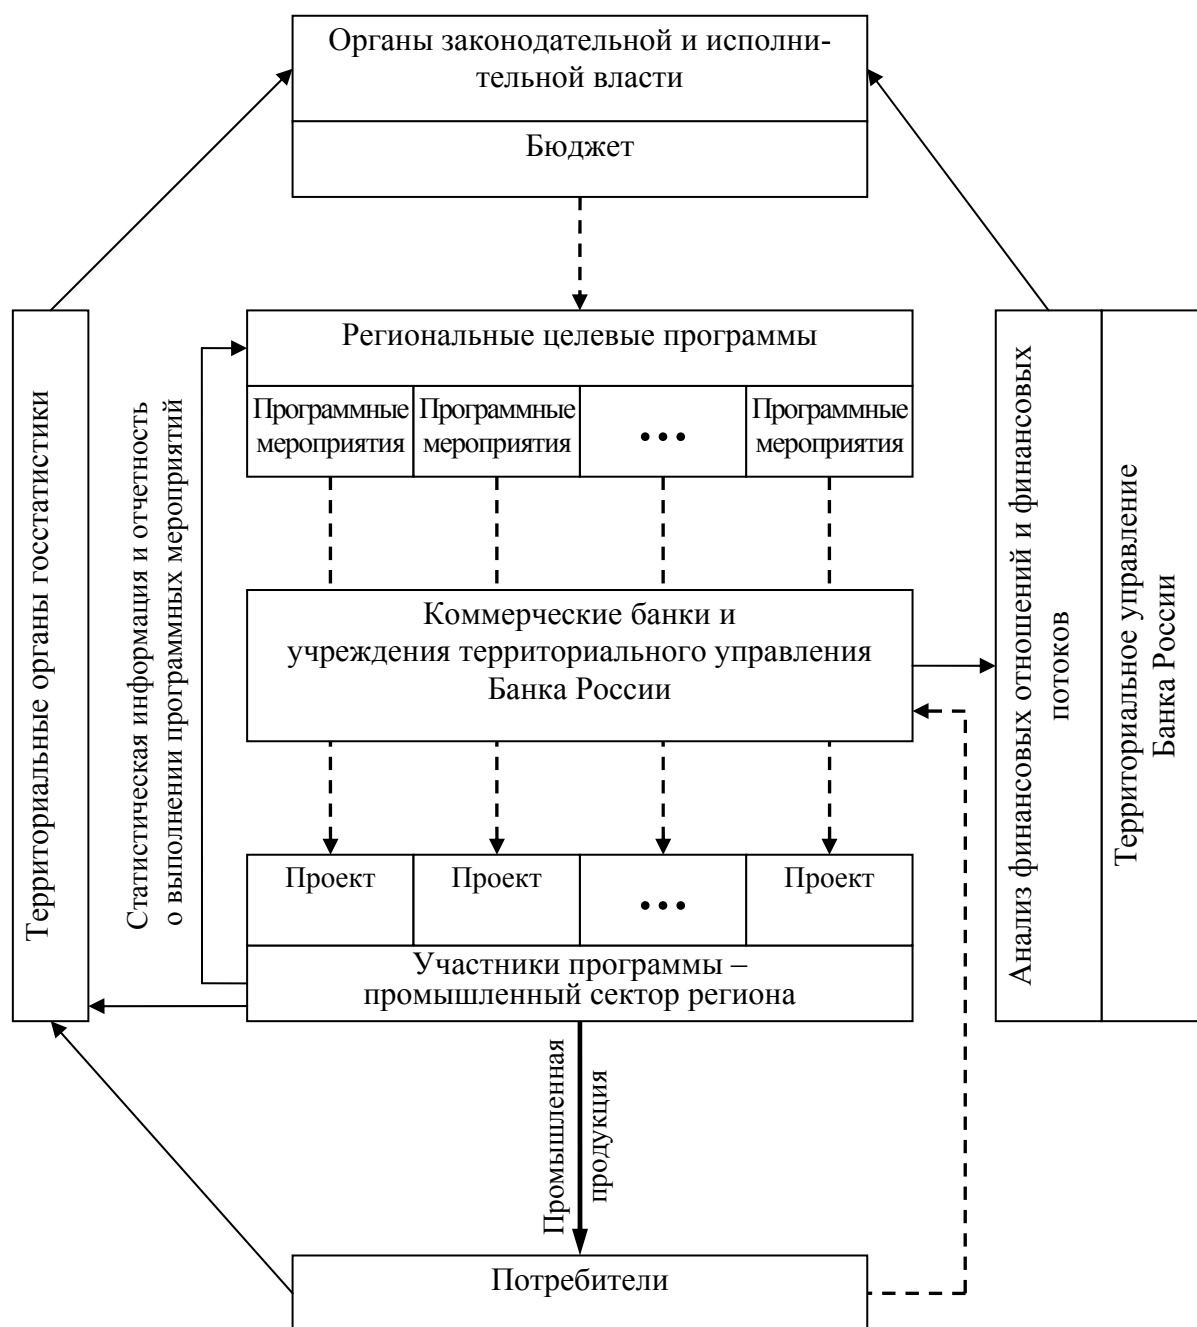 Органы законодательной и исполни-
тельной власти
Бюджет
Региональные целевые программы
Программные
мероприятия
Программные
мероприятия
...
Программные
мероприятия
Территориальные органы госстатистики
Статистическая информация и отчетность
о выполнении программных мероприятий
Коммерческие банки и
учреждения территориального управления
Банка России
Анализ финансовых отношений и финансовых
потоков
Территориальное управление
Банка России
Проект
Проект
...
Проект
Участники программы –
промышленный сектор региона
Промышленная
продукция
Потребители